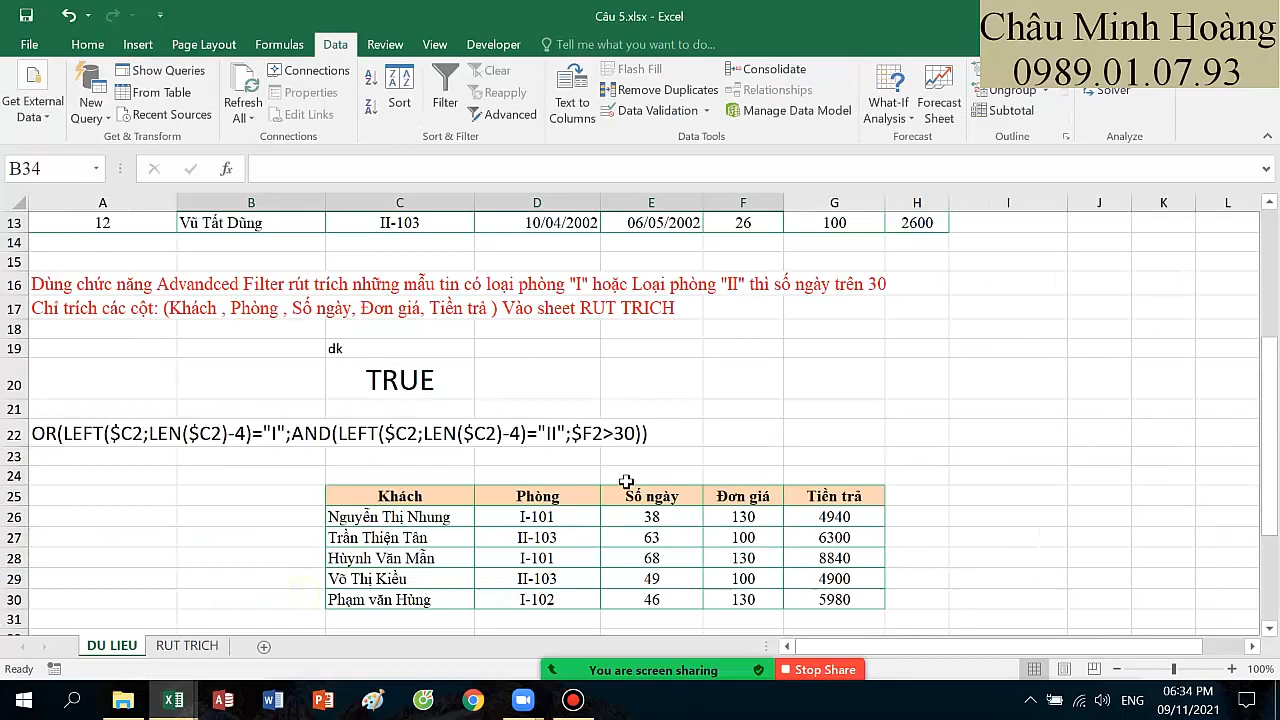 Câu 5.xlsx - Excel
Châu Minh Hoàng
0989.01.07.93
File Home Insert Page Layout Formulas Data Review View Developer Tell me what you want to do...
Get External Data
New Query
Show Queries
From Table
Recent Sources
Get & Transform
Refresh All
Connections
Properties
Edit Links
Connections
Sort
Filter
Clear
Reapply
Advanced
Sort & Filter
Text to Columns
Flash Fill
Remove Duplicates
Data Validation
Consolidate
Relationships
Manage Data Model
Data Tools
What-If Analysis
Forecast Sheet
Forecast
Ungroup
Subtotal
Outline
Solver
Analyze
B34
fx
A B C D E F G H I J K L
13 12 Vũ Tất Dũng II-103 10/04/2002 06/05/2002 26 100 2600
14
15
16 Dùng chức năng Advandced Filter rút trích những mẫu tin có loại phòng "I" hoặc Loại phòng "II" thì số ngày trên 30
17 Chỉ trích các cột: (Khách , Phòng , Số ngày, Đơn giá, Tiền trả ) Vào sheet RUT TRICH
18
19 dk
20 TRUE
21
22 OR(LEFT($C2;LEN($C2)-4)="I";AND(LEFT($C2;LEN($C2)-4)="II";$F2>30))
23
24
25 Khách Phòng Số ngày Đơn giá Tiền trả
26 Nguyễn Thị Nhung I-101 38 130 4940
27 Trần Thiện Tân II-103 63 100 6300
28 Hùynh Văn Mẫn I-101 68 130 8840
29 Võ Thị Kiều II-103 49 100 4900
30 Phạm văn Hùng I-102 46 130 5980
31
DU LIEU RUT TRICH
Ready
You are screen sharing Stop Share
100%
ENG
06:34 PM
09/11/2021